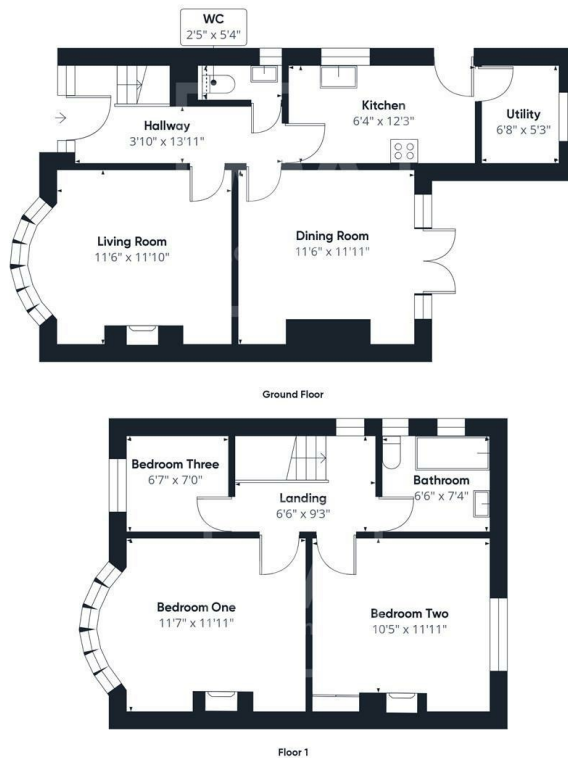 WC
2'5" x 5'4"
Kitchen
6'4" x 12'3"
Utility
6'8" x 5'3"
Hallway
3'10" x 13'11"
Living Room
11'6" x 11'10"
Dining Room
11'6" x 11'11"
Ground Floor
Bedroom Three
6'7" x 7'0"
Bathroom
6'6" x 7'4"
Landing
6'6" x 9'3"
Bedroom One
11'7" x 11'11"
Bedroom Two
10'5" x 11'11"
Floor 1